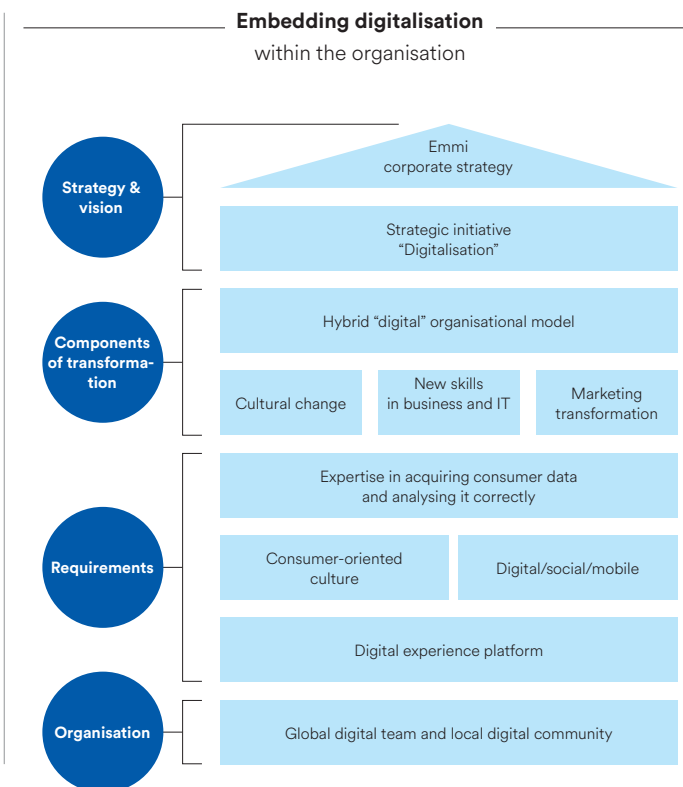 Embedding digitalisation
within the organisation
Strategy &
vision
Emmi
corporate strategy
Strategic initiative
“Digitalisation”
Components
of transforma-
tion
Hybrid “digital” organisational model
Cultural change
New skills
in business and IT
Marketing
transformation
Requirements
Expertise in acquiring consumer data
and analysing it correctly
Consumer-oriented
culture
Digital/social/mobile
Digital experience platform
Organisation
Global digital team and local digital community